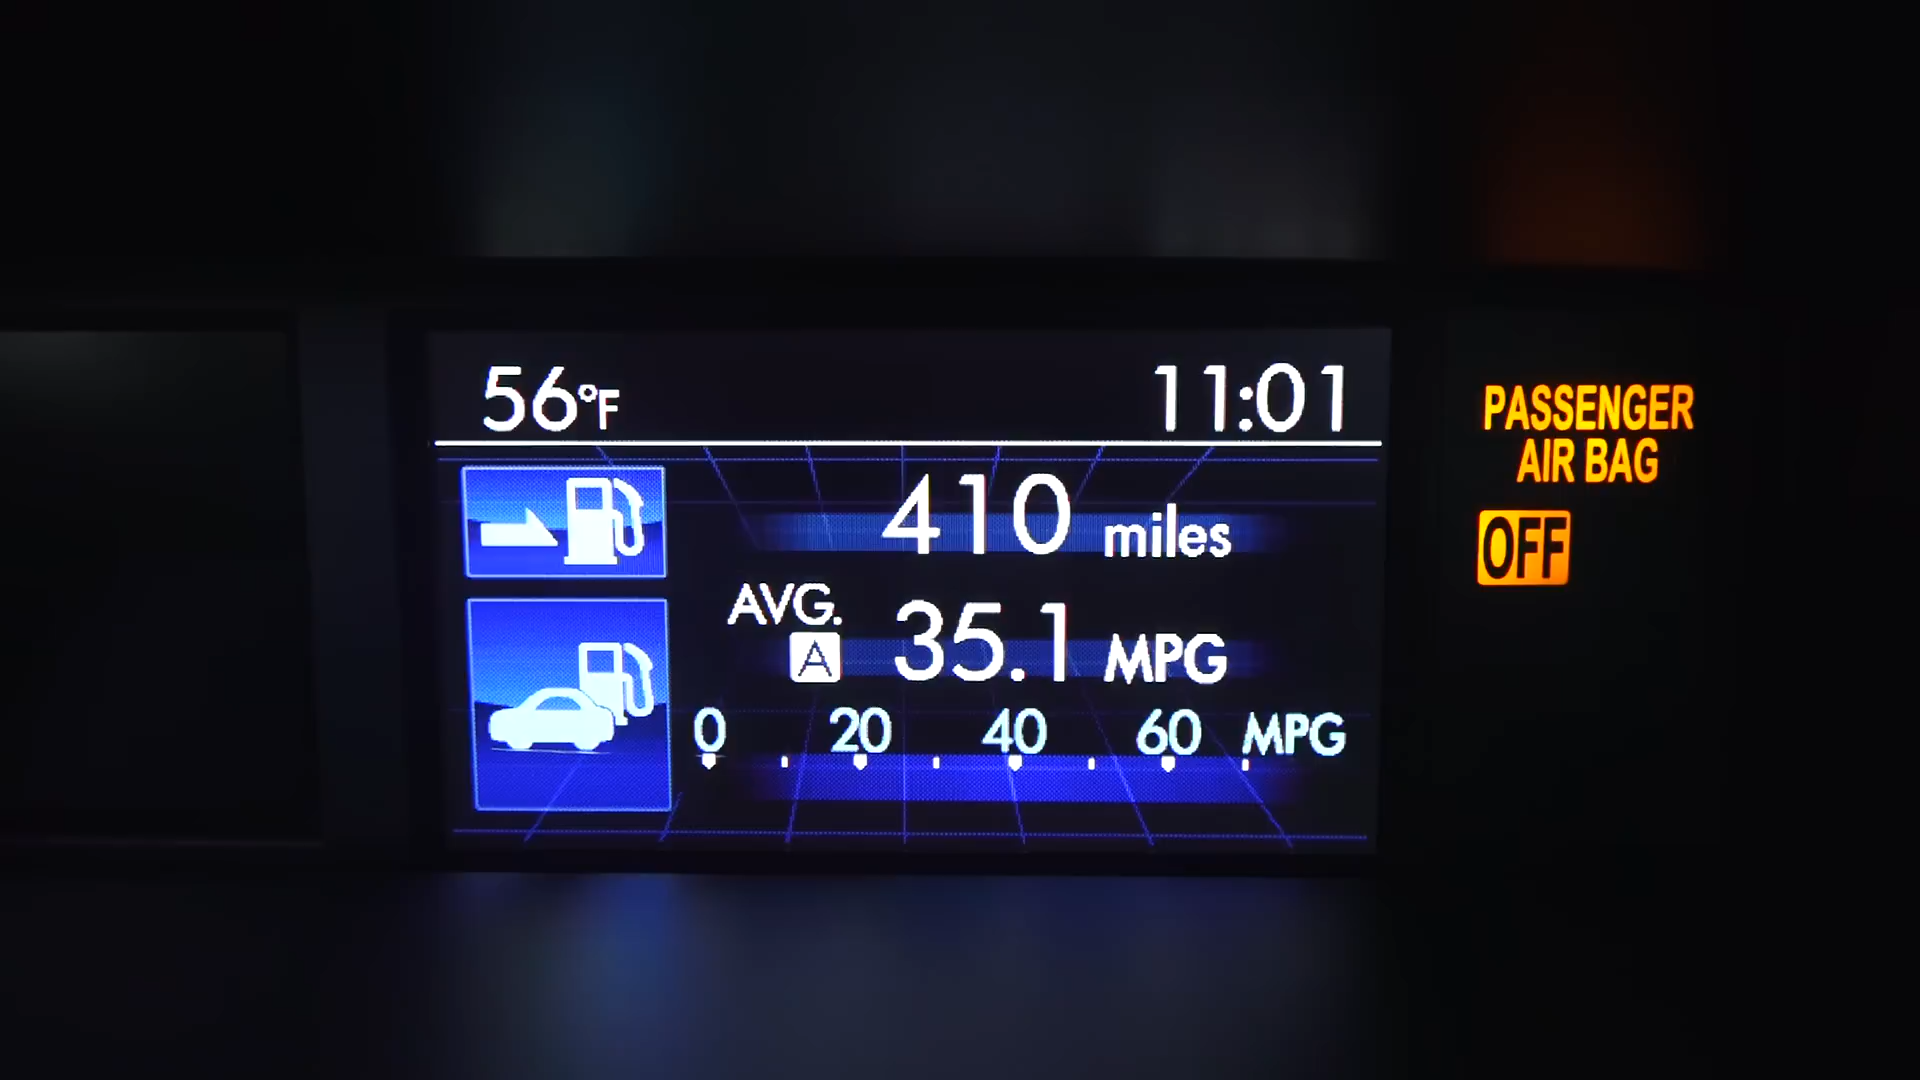 56°F 11:01
410 miles
AVG.
A 35.1 MPG
0 20 40 60 MPG
PASSENGER
AIR BAG
OFF